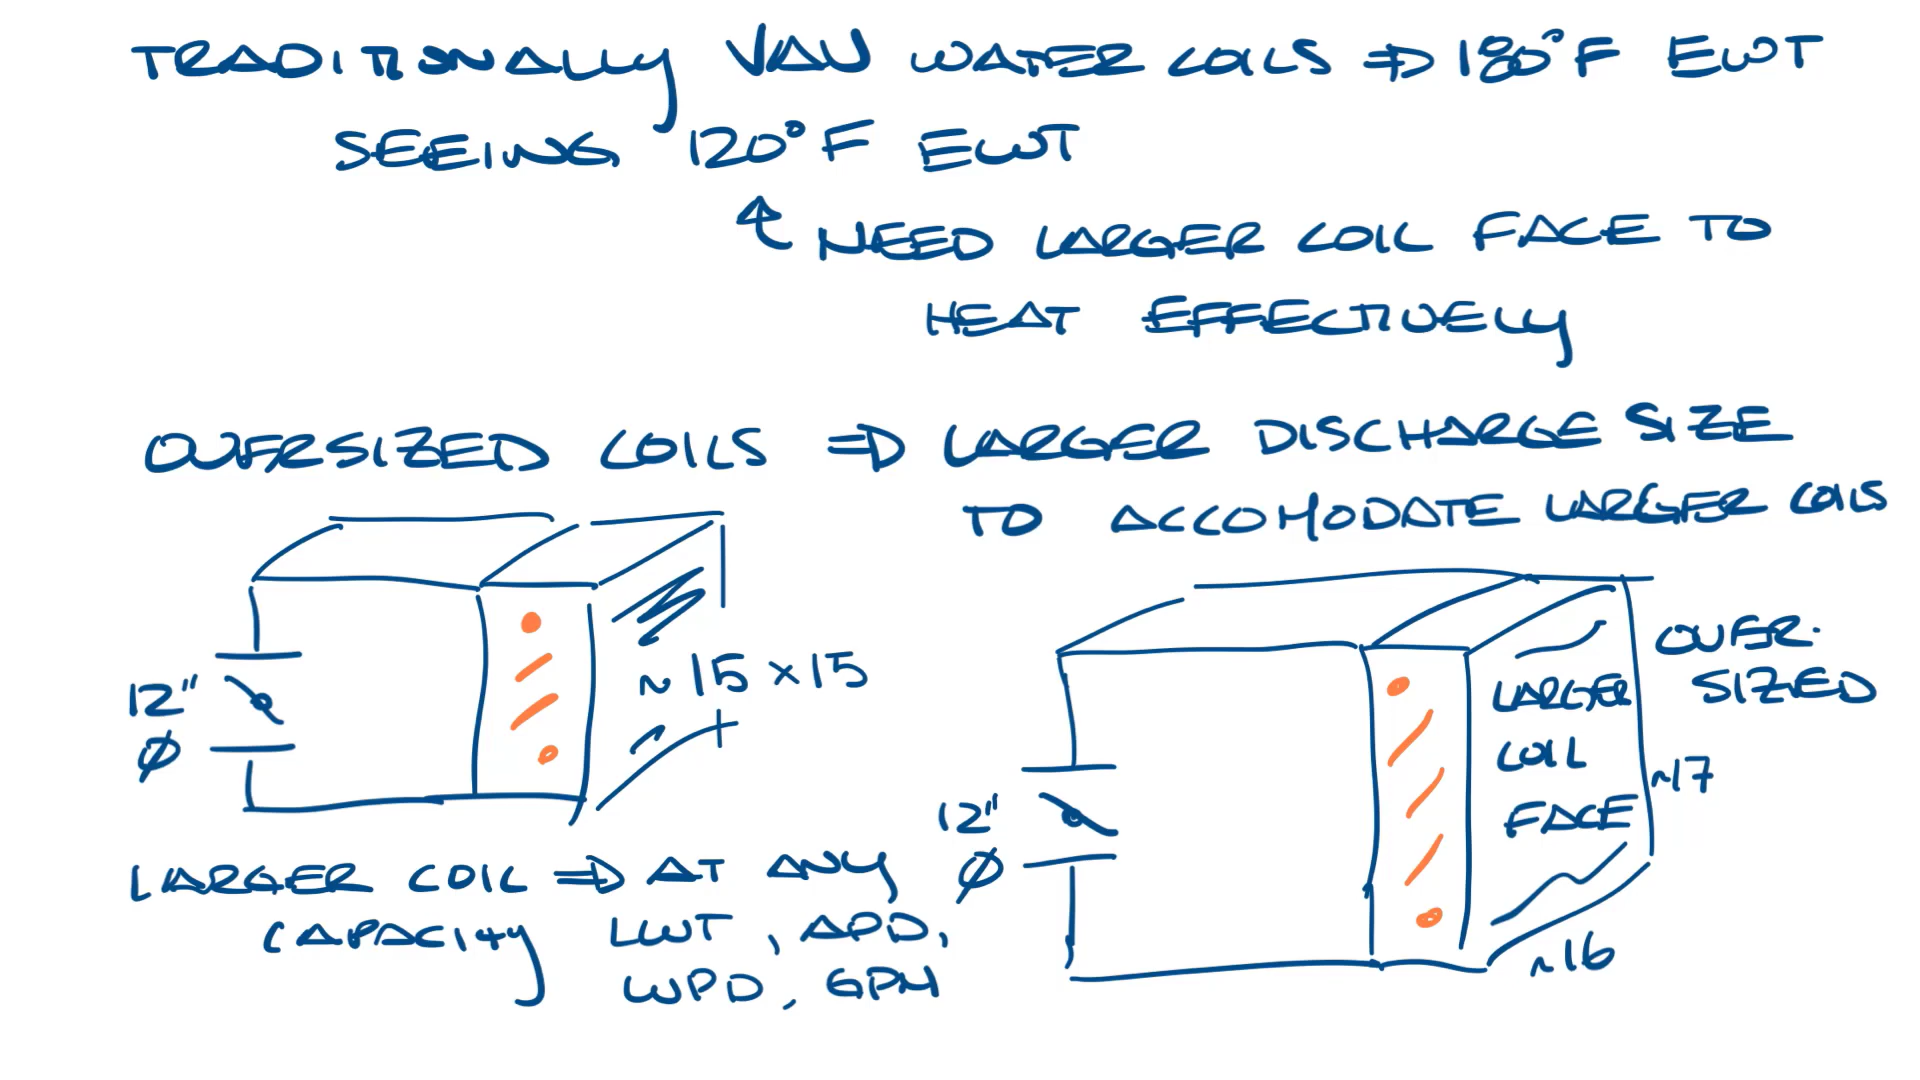 TRADITIONALLY VAV WATER COILS ⇒ 180°F EWT
SEEING 120°F EWT
NEED LARGER COIL FACE TO
HEAT EFFECTIVELY
OVERSIZED COILS ⇒ LARGER DISCHARGE SIZE
TO ACCOMODATE LARGER COILS
12"
Ø
~15 x 15
LARGER COIL ⇒ AT ANY
CAPACITY LWT, APD,
WPD, GPM
12"
Ø
LARGER
COIL
FACE
OVER-
SIZED
~17
~16